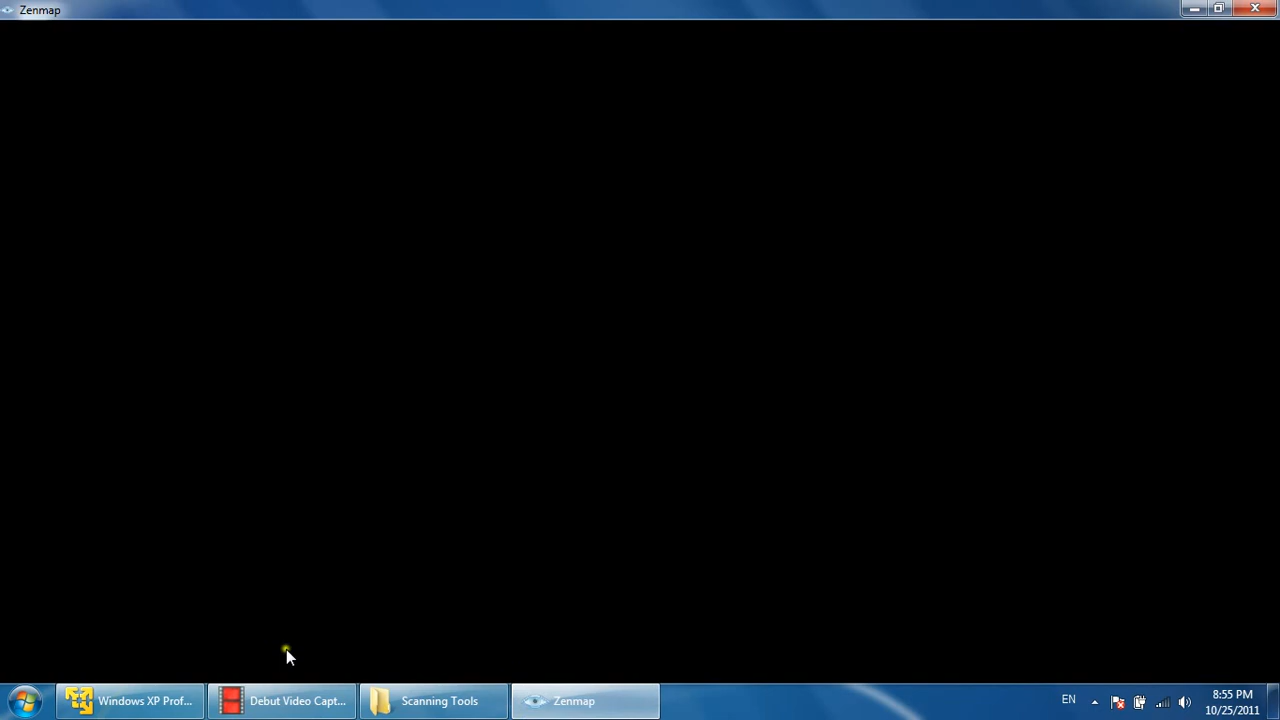 Zenmap
Windows XP Prof...
Debut Video Capt...
Scanning Tools
Zenmap
EN
8:55 PM
10/25/2011